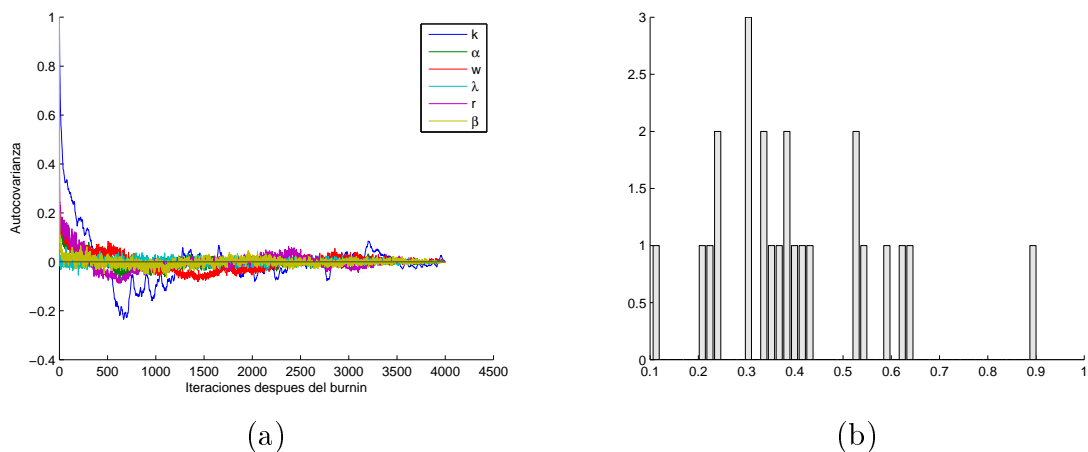 1
0.8
0.6
0.4
0.2
0
−0.2
−0.4
Autocovarianza
0 500 1000 1500 2000 2500 3000 3500 4000 4500
Iteraciones despues del burnin
k
α
w
λ
r
β
(a)
3
2.5
2
1.5
1
0.5
0
0.1 0.2 0.3 0.4 0.5 0.6 0.7 0.8 0.9 1
(b)